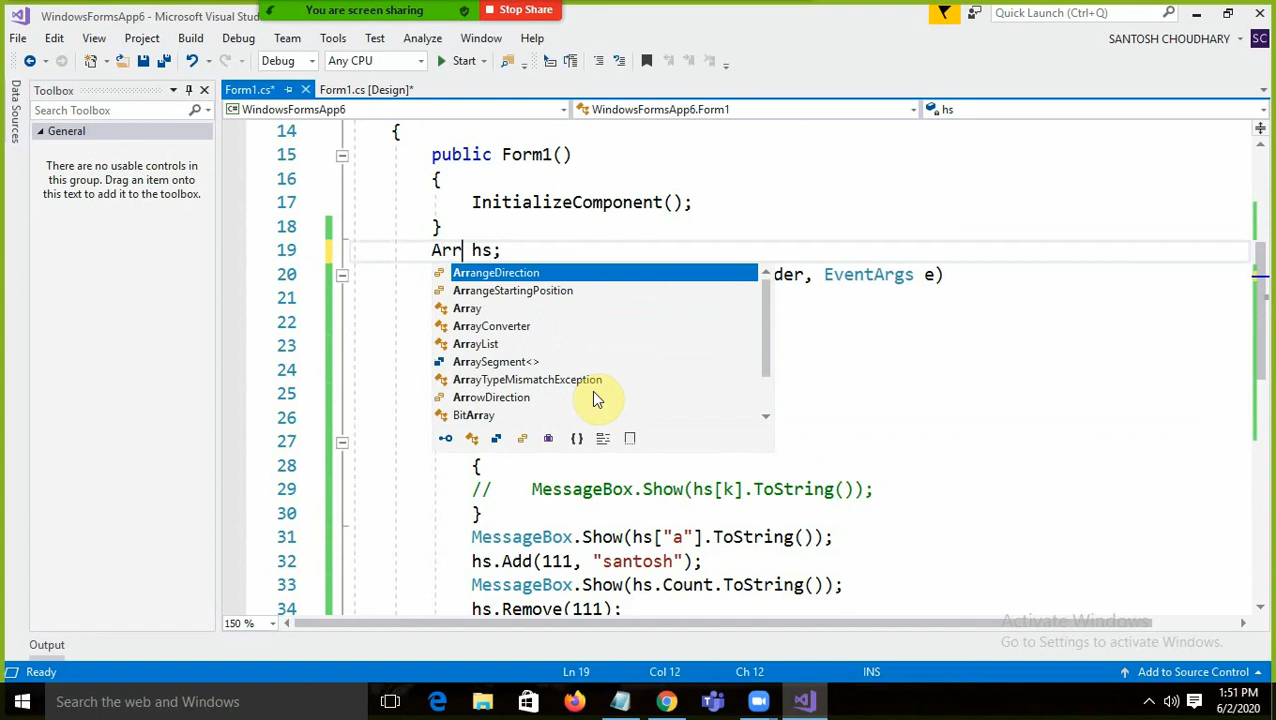 WindowsFormsApp6 - Microsoft Visual Stu
You are screen sharing
Stop Share
Quick Launch (Ctrl+Q)
File Edit View Project Build Debug Team Tools Test Analyze Window Help
SANTOSH CHOUDHARY
SC
Debug Any CPU Start
Data Sources
Toolbox
Search Toolbox
General
There are no usable controls in
this group. Drag an item onto
this text to add it to the toolbox.
Form1.cs*
Form1.cs [Design]*
WindowsFormsApp6
WindowsFormsApp6.Form1
hs
14 {
15 public Form1()
16 {
17 InitializeComponent();
18 }
19 Arr hs;
20 der, EventArgs e)
21
22
23
24
25
26
27
28 {
29 // MessageBox.Show(hs[k].ToString());
30 }
31 MessageBox.Show(hs["a"].ToString());
32 hs.Add(111, "santosh");
33 MessageBox.Show(hs.Count.ToString());
34 hs.Remove(111);
ArrangeDirection
ArrangeStartingPosition
Array
ArrayConverter
ArrayList
ArraySegment<>
ArrayTypeMismatchException
ArrowDirection
BitArray
150 %
Activate Windows
Go to Settings to activate Windows.
Output
Ready
Ln 19
Col 12
Ch 12
INS
Add to Source Control
Search the web and Windows
1:51 PM
6/2/2020